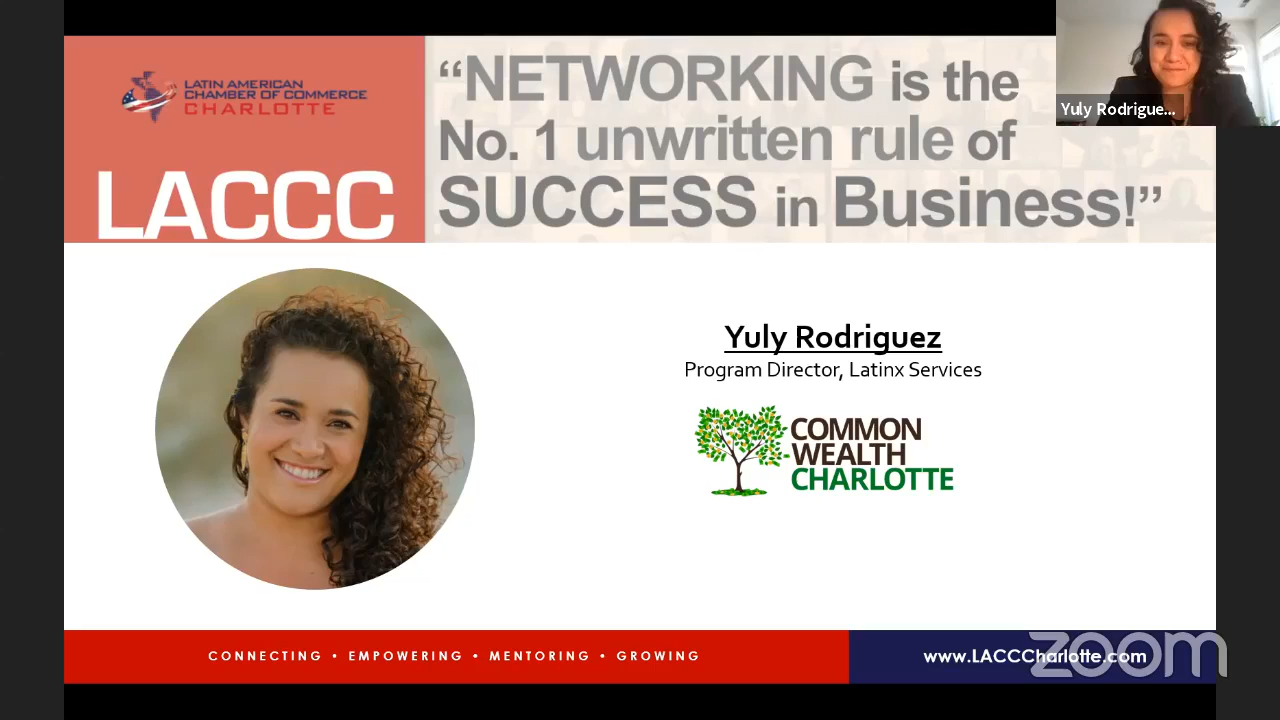 LATIN AMERICAN
CHAMBER OF COMMERCE
CHARLOTTE
LACCC
“NETWORKING is the
No. 1 unwritten rule of
SUCCESS in Business!”
Yuly Rodrigue...
Yuly Rodriguez
Program Director, Latinx Services
COMMON
WEALTH
CHARLOTTE
CONNECTING • EMPOWERING • MENTORING • GROWING
www.LACCCharlotte.com
zoom